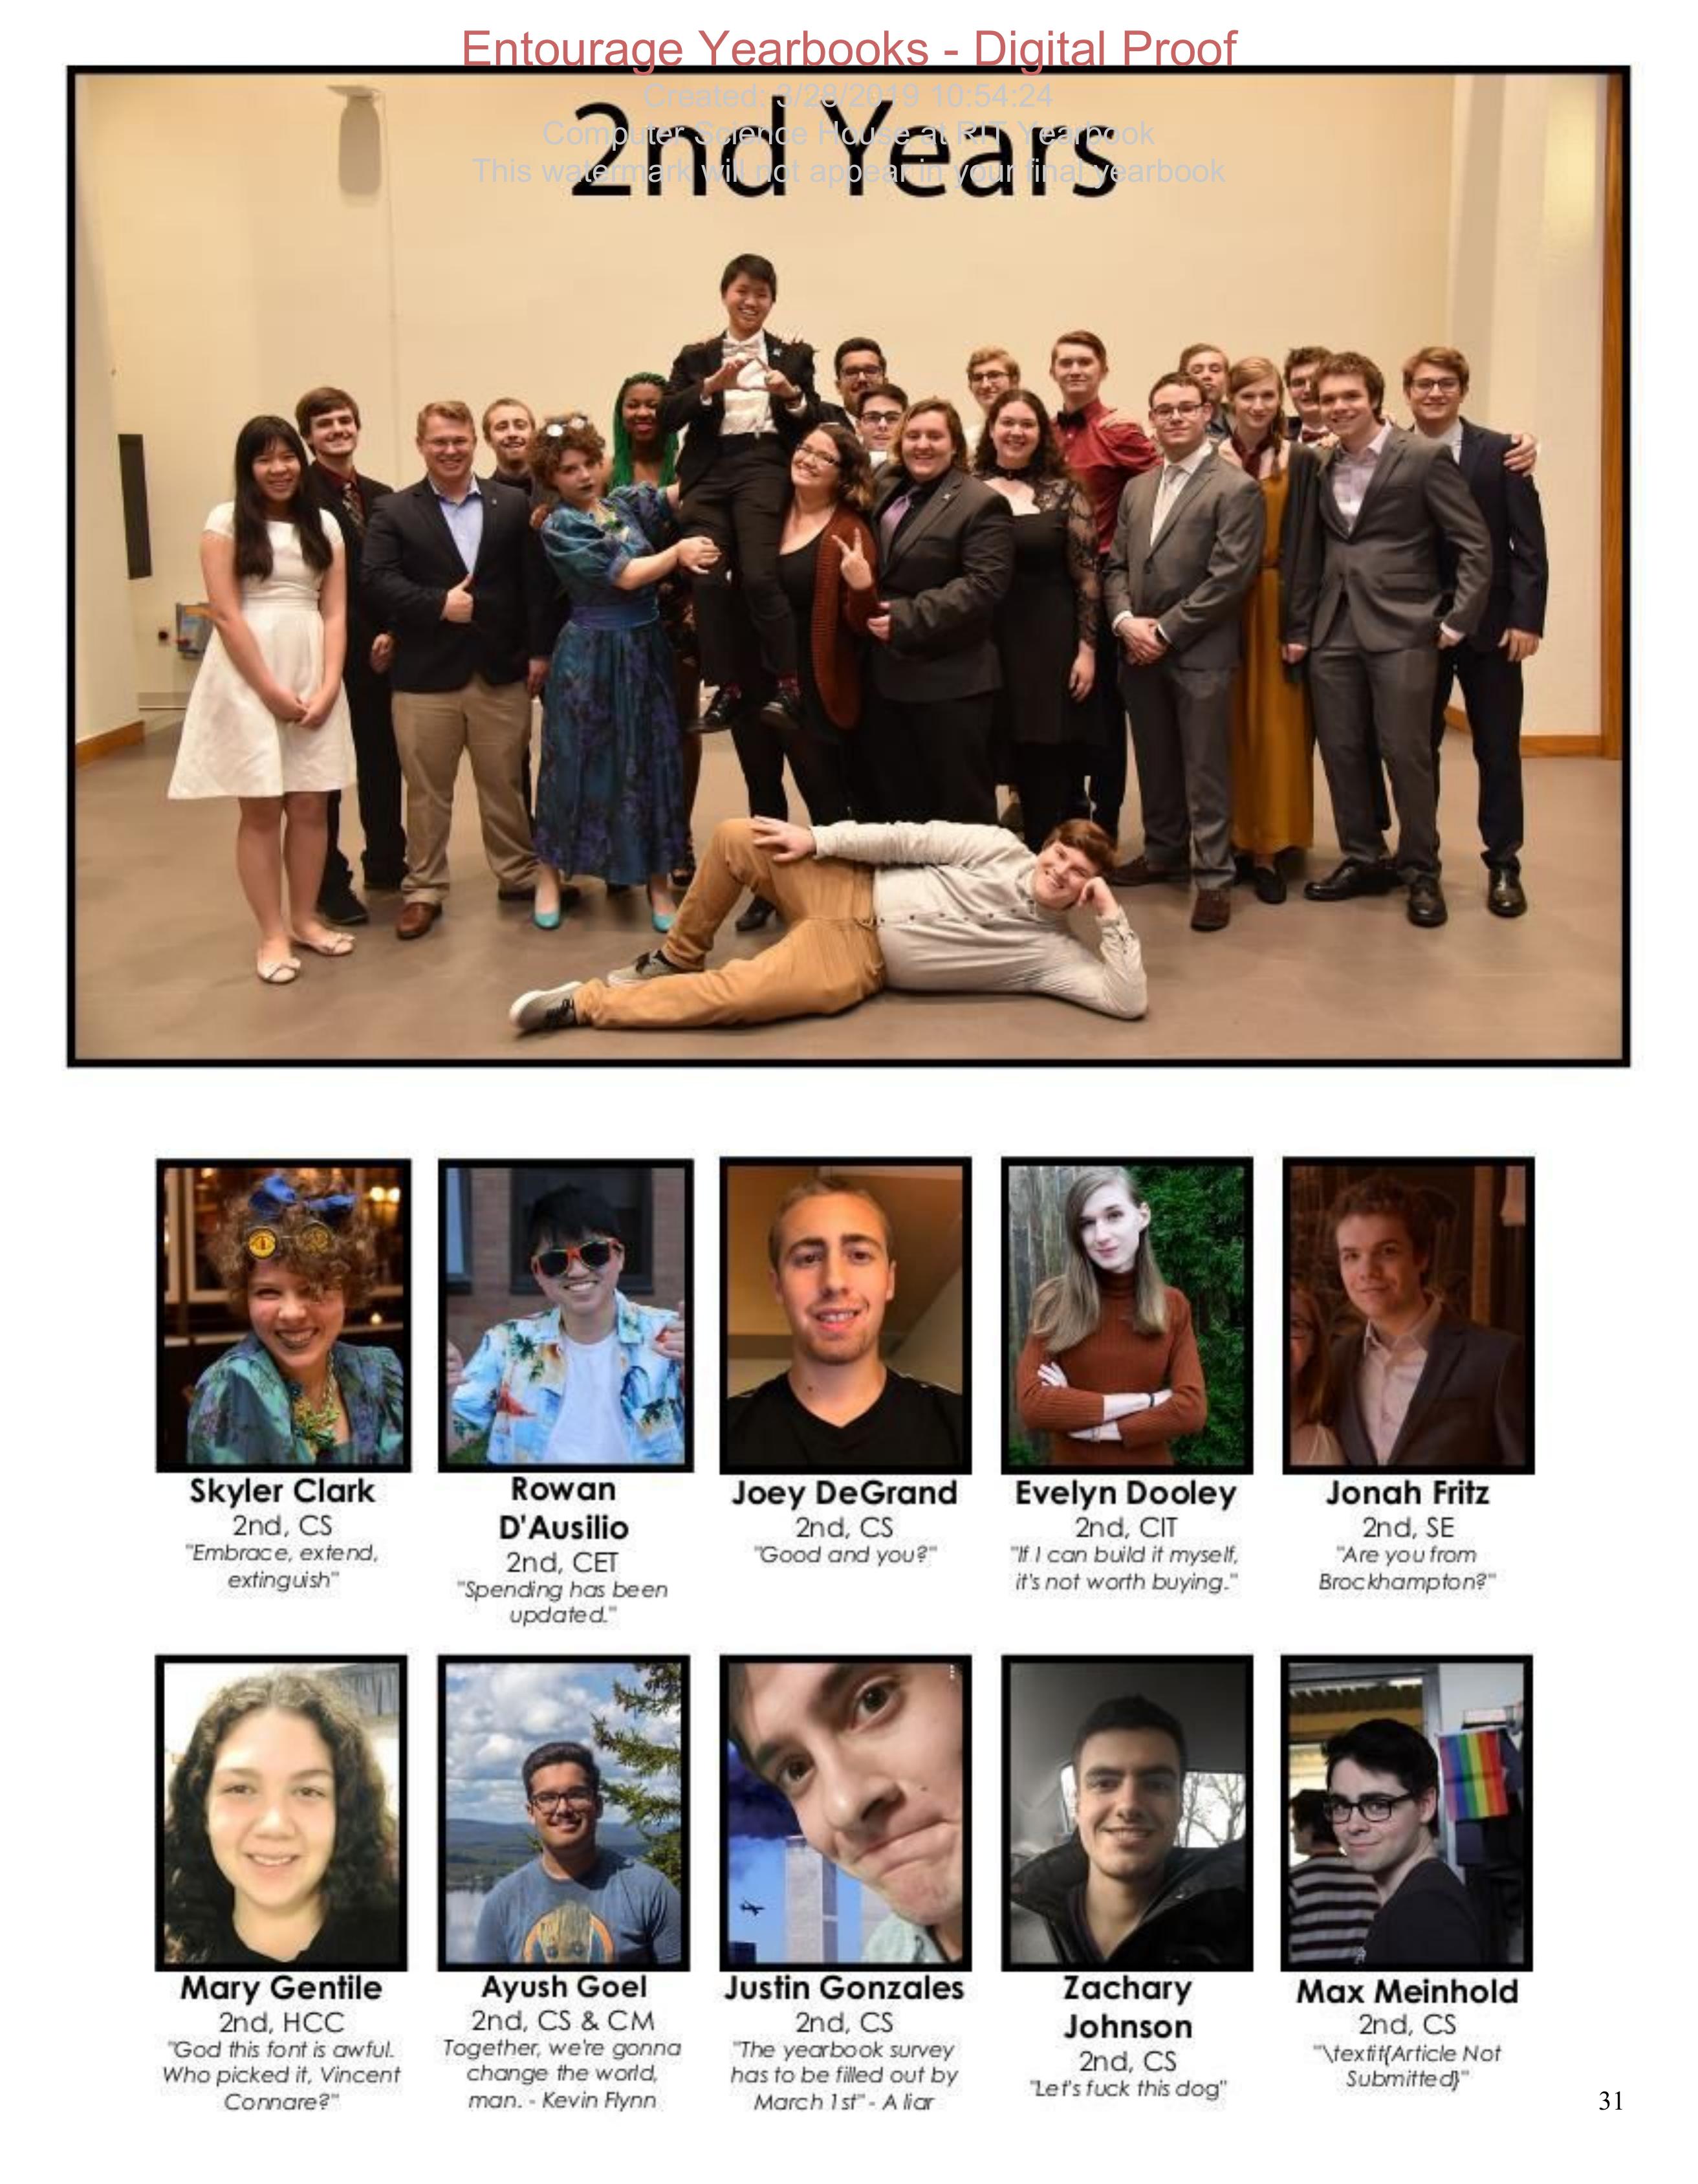 Entourage Yearbooks - Digital Proof
Created: 3/28/2019 10:54:24
Computer Science House at RIT Yearbook
This watermark will not appear in your final yearbook
2nd Years
Skyler Clark
2nd, CS
"Embrace, extend,
extinguish"
Rowan
D'Ausilio
2nd, CET
"Spending has been
updated."
Joey DeGrand
2nd, CS
"Good and you?"
Evelyn Dooley
2nd, CIT
"If I can build it myself,
it's not worth buying."
Jonah Fritz
2nd, SE
"Are you from
Brockhampton?"
Mary Gentile
2nd, HCC
"God this font is awful.
Who picked it, Vincent
Connare?"
Ayush Goel
2nd, CS & CM
Together, we're gonna
change the world,
man. - Kevin Flynn
Justin Gonzales
2nd, CS
"The yearbook survey
has to be filled out by
March 1st" - A liar
Zachary
Johnson
2nd, CS
"Let's fuck this dog"
Max Meinhold
2nd, CS
"\textit{Article Not
Submitted}"
31